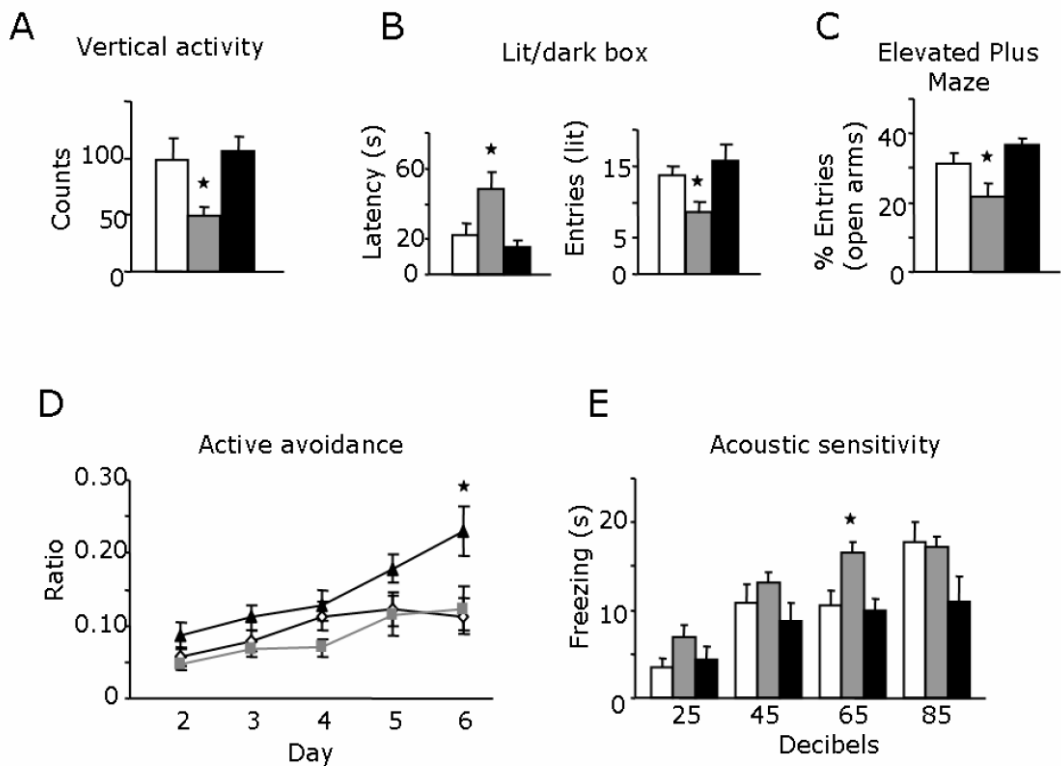 A
Vertical activity
Counts
100
50
0
★
B
Lit/dark box
Latency (s)
60
20
0
★
Entries (lit)
15
5
0
★
C
Elevated Plus
Maze
% Entries
(open arms)
40
20
0
★
D
Active avoidance
Ratio
0.30
0.20
0.10
0
★
2 3 4 5 6
Day
E
Acoustic sensitivity
Freezing (s)
20
10
0
★
25 45 65 85
Decibels